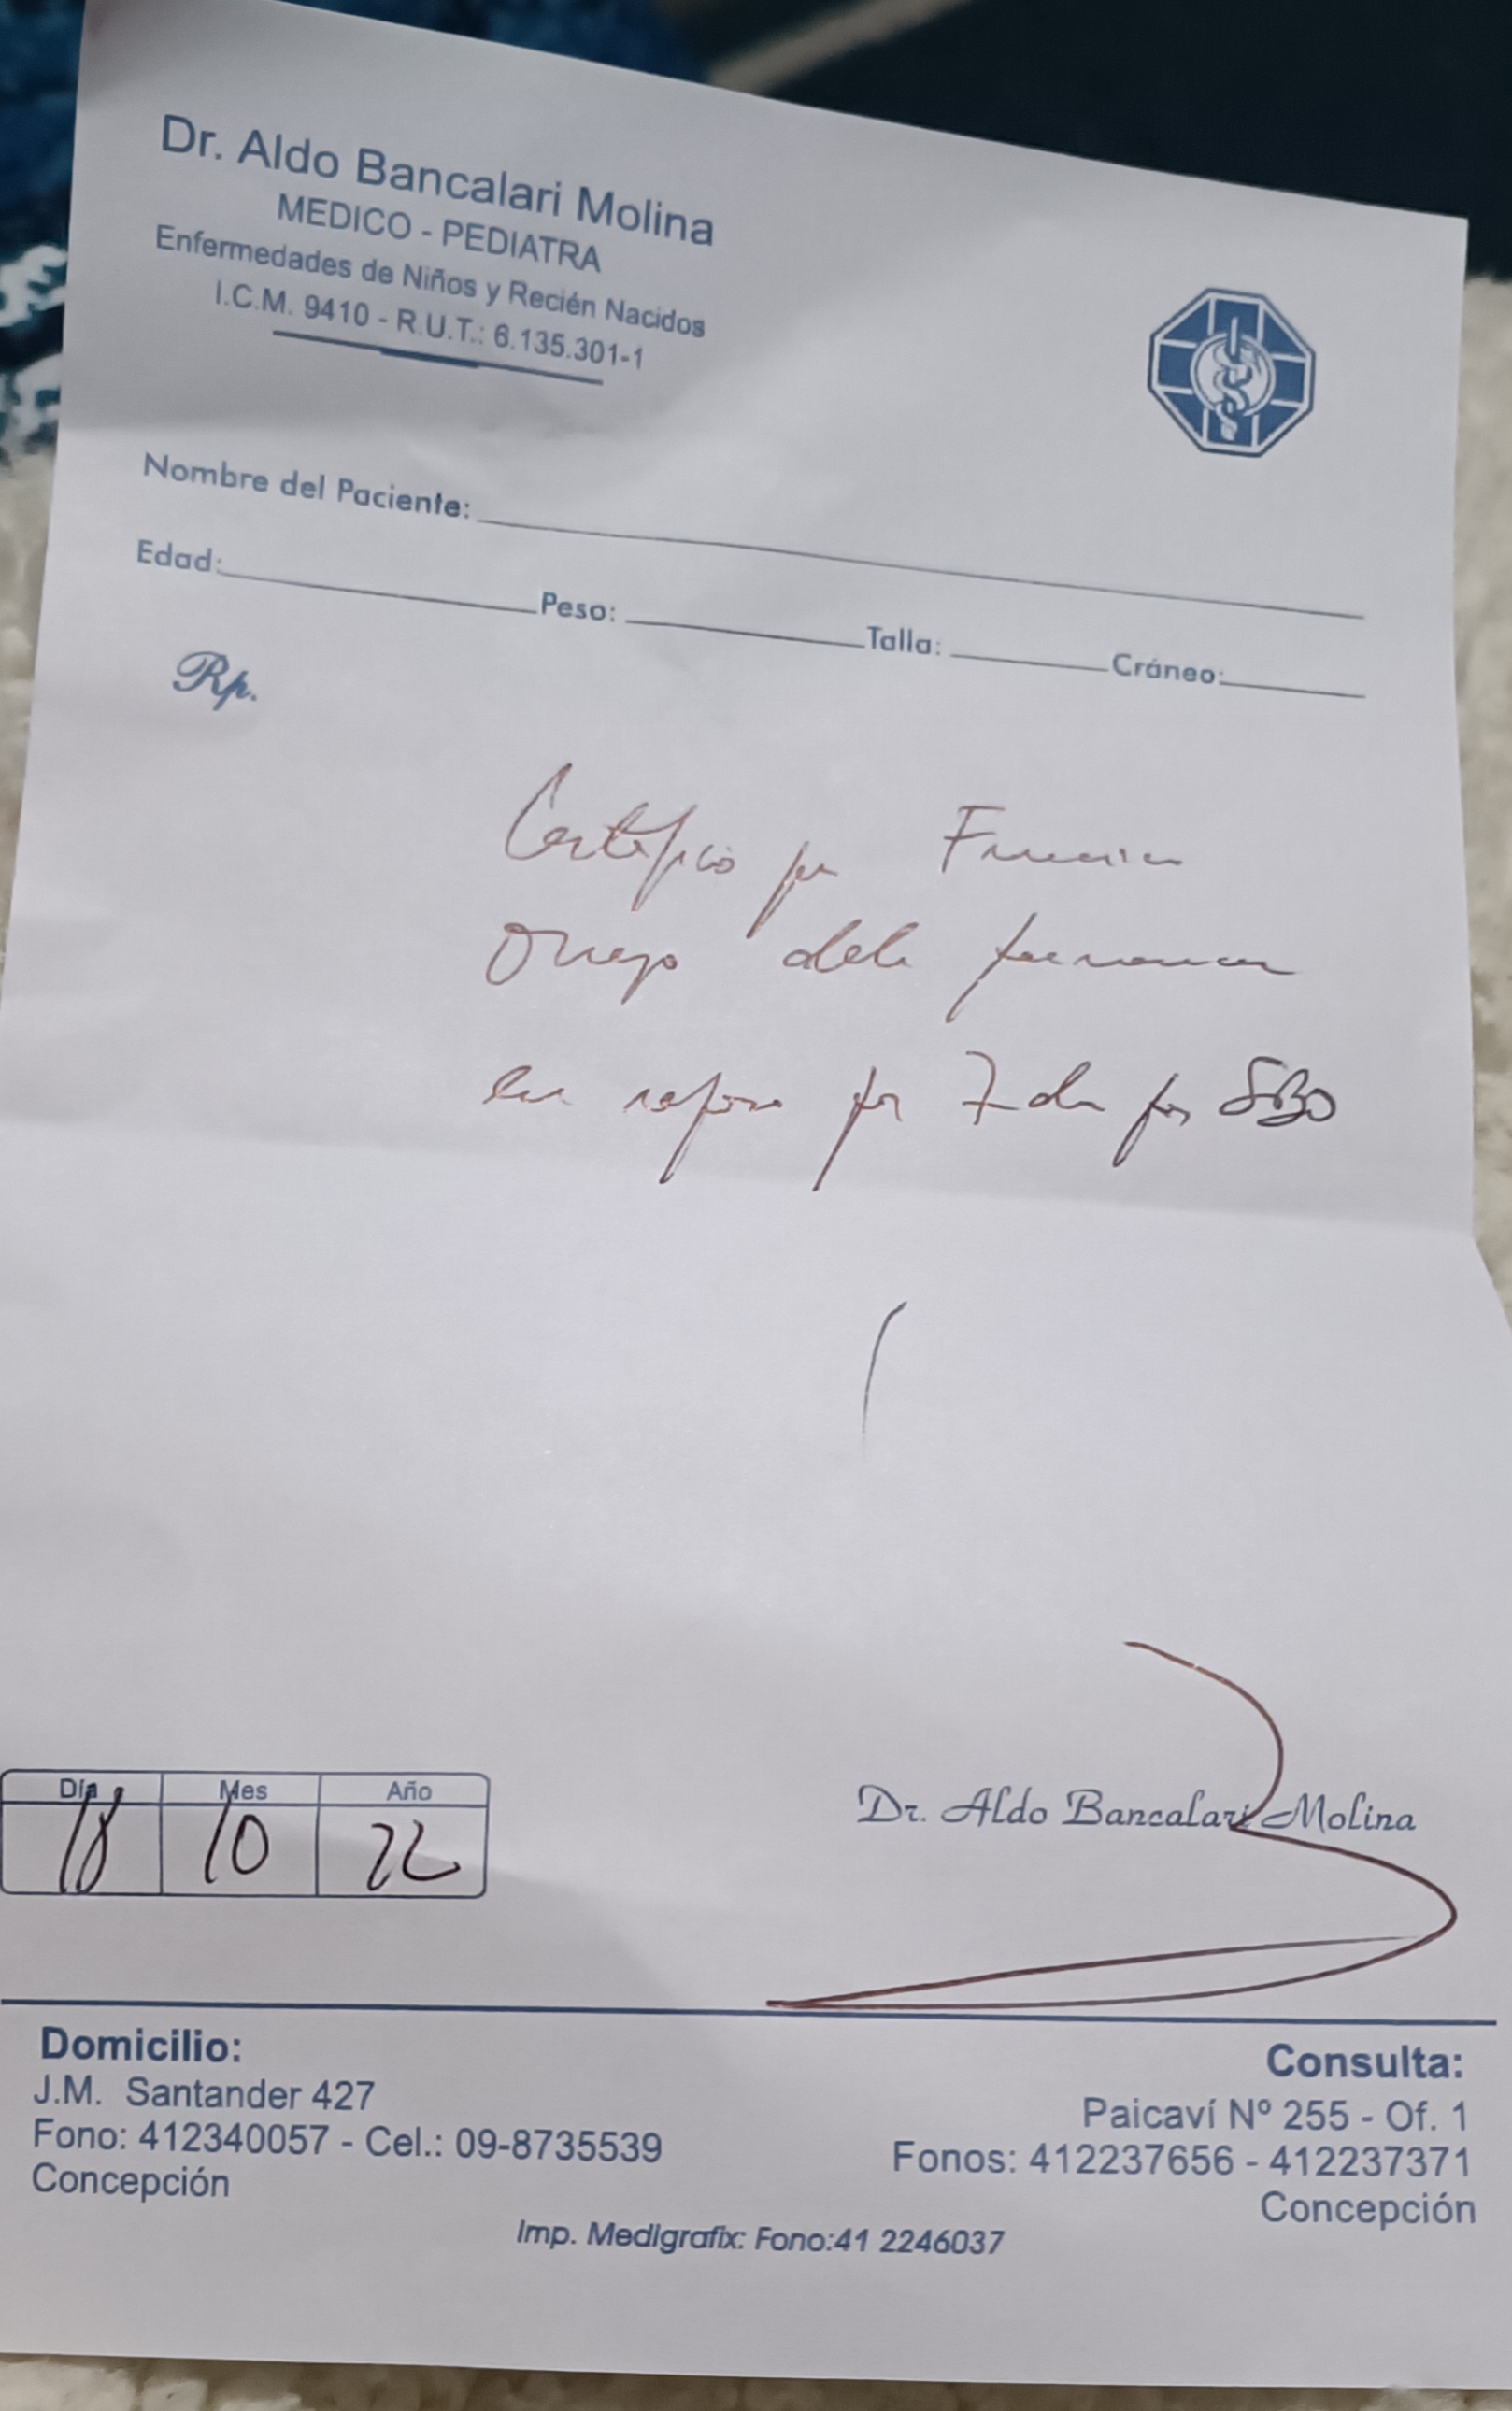 Dr. Aldo Bancalari Molina
MEDICO - PEDIATRA
Enfermedades de Niños y Recién Nacidos
I.C.M. 9410 - R.U.T.: 6.135.301-1
Nombre del Paciente:
Edad: Peso: Talla: Cráneo:
Rp.
Certifico que
debe permanecer
en reposo por 7 días por SBO
Día Mes Año
18 10 22
Dr. Aldo Bancalari Molina
Domicilio:
J.M. Santander 427
Fono: 412340057 - Cel.: 09-8735539
Concepción
Consulta:
Paicaví Nº 255 - Of. 1
Fonos: 412237656 - 412237371
Concepción
Imp. Medigrafix: Fono:41 2246037